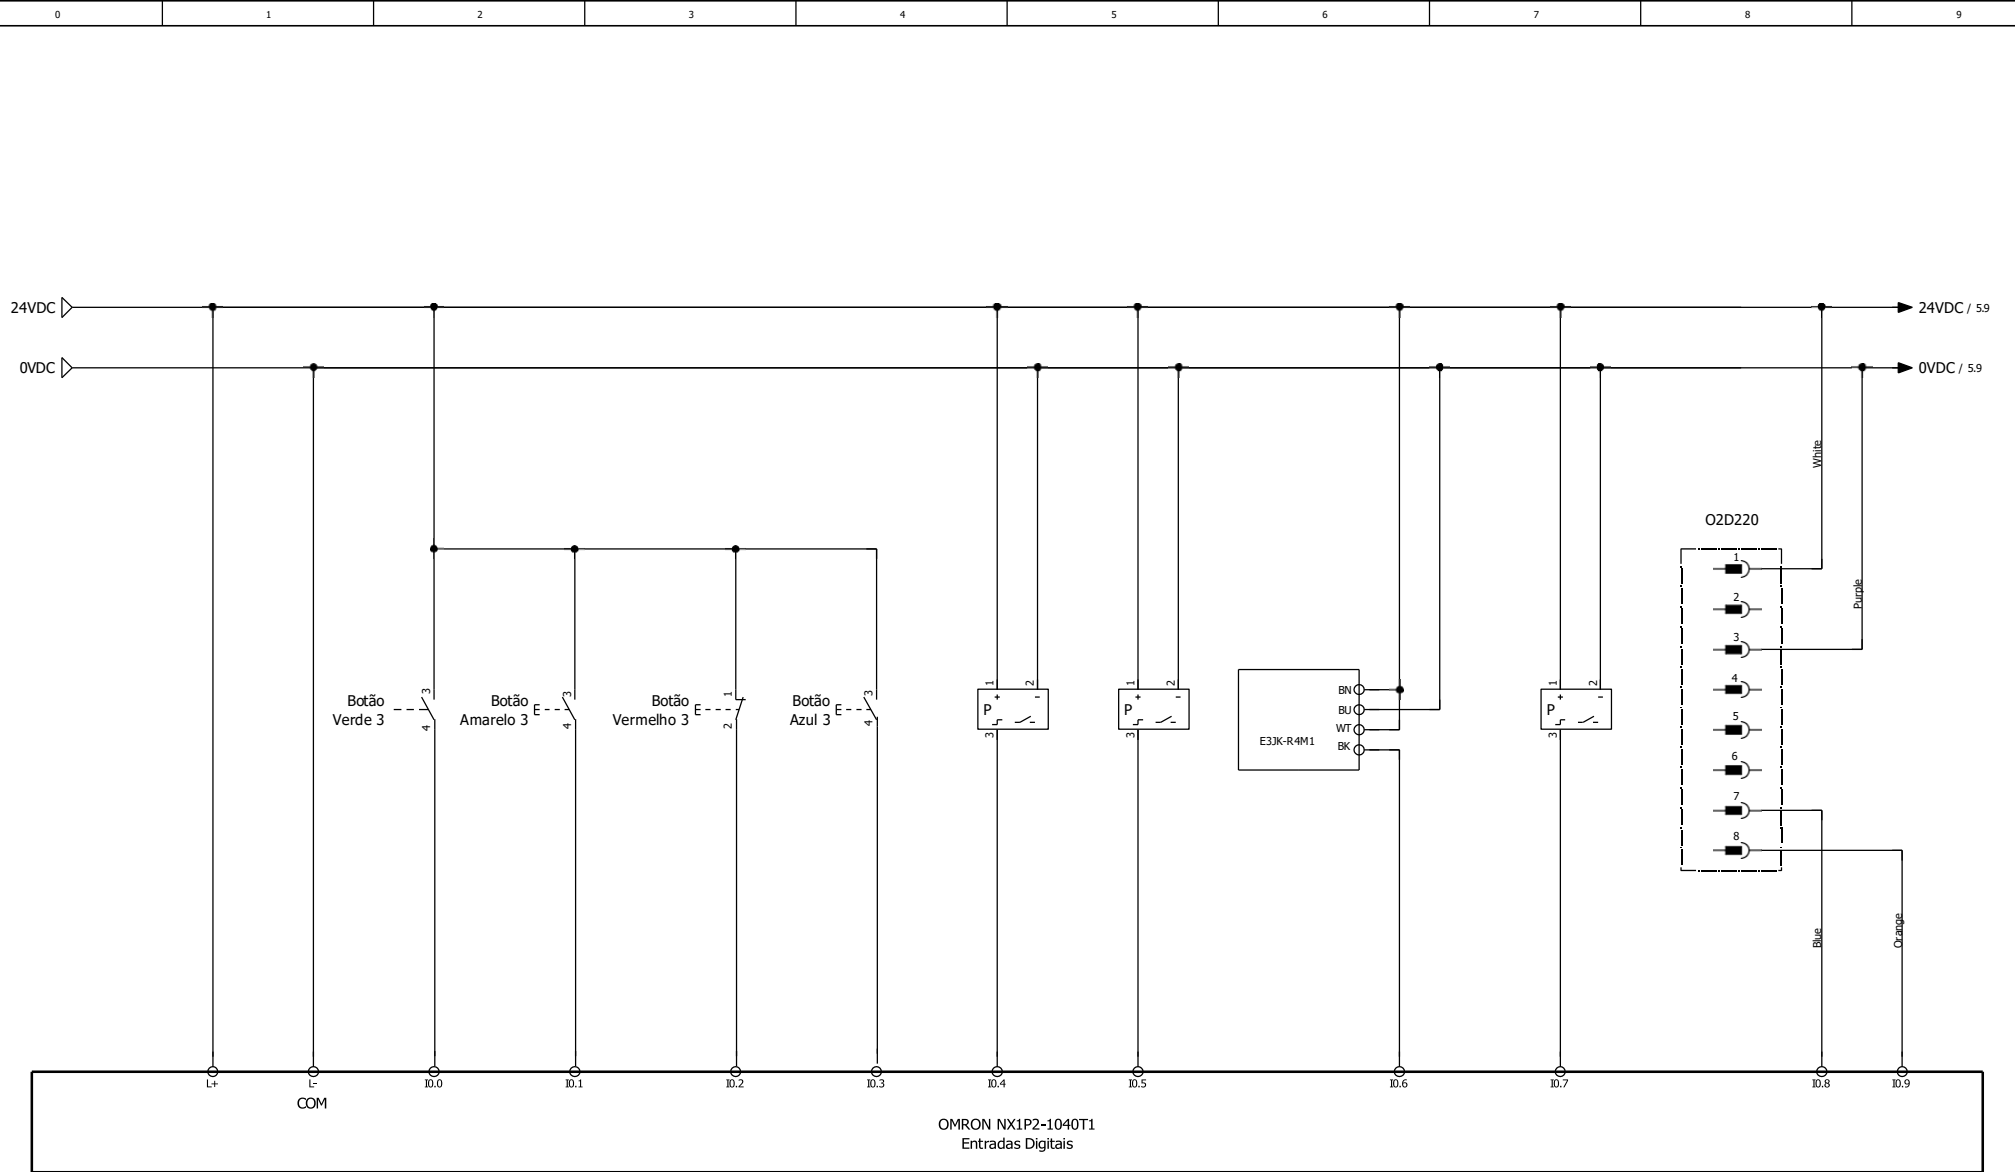 0 1 2 3 4 5 6 7 8 9
24VDC
24VDC / 5.9
0VDC
0VDC / 5.9
White
O2D220
Purple
1
2
3
4
5
6
7
8
Blue
Orange
Botão
Verde 3
3
4
Botão
Amarelo 3
E
3
4
Botão
Vermelho 3
E
1
2
Botão
Azul 3
E
3
4
1 2
+ -
P
3
1 2
+ -
P
3
BN
BU
WT
BK
E3JK-R4M1
1 2
+ -
P
3
L+ L- I0.0 I0.1 I0.2 I0.3 I0.4 I0.5 I0.6 I0.7 I0.8 I0.9
COM
OMRON NX1P2-1040T1
Entradas Digitais